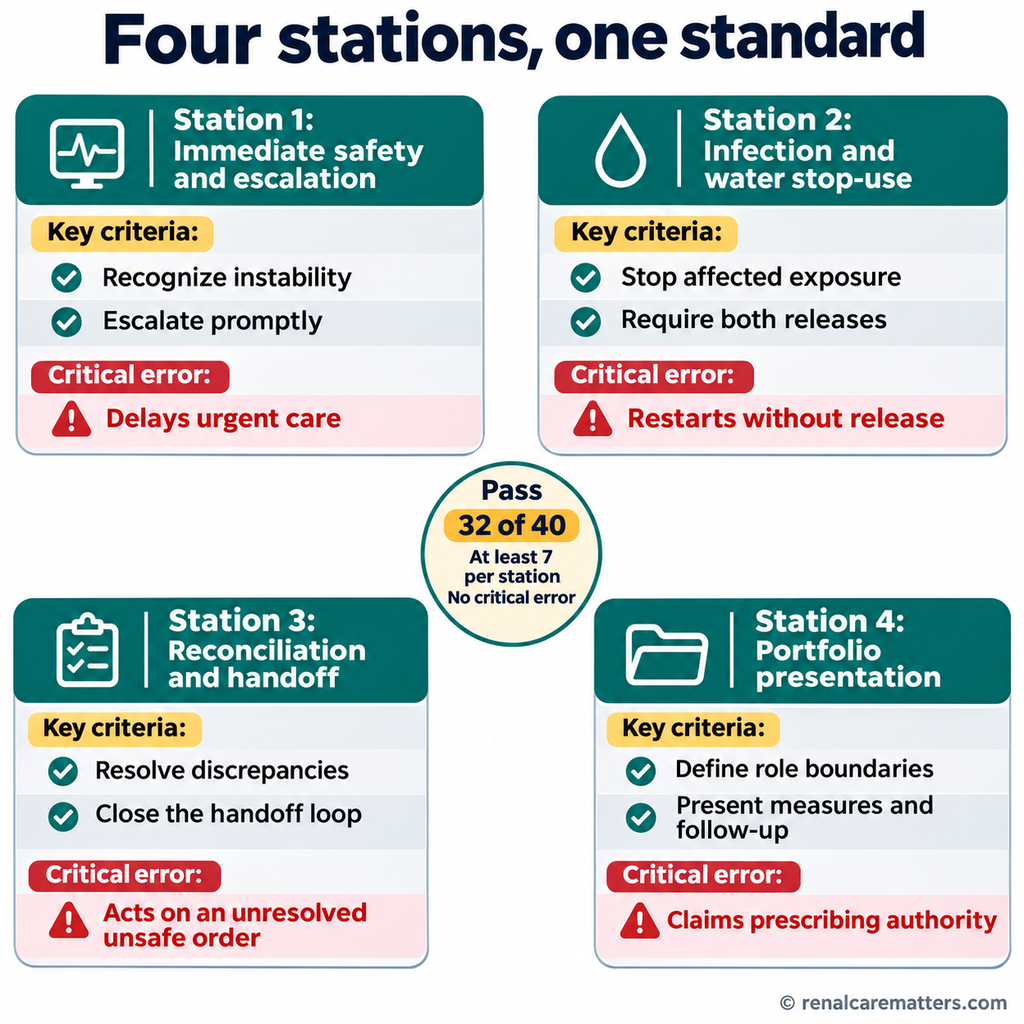 Four stations, one standard
Station 1:
Immediate safety
and escalation
Key criteria:
Recognize instability
Escalate promptly
Critical error:
Delays urgent care
Station 2:
Infection and
water stop-use
Key criteria:
Stop affected exposure
Require both releases
Critical error:
Restarts without release
Pass
32 of 40
At least 7
per station
No critical error
Station 3:
Reconciliation
and handoff
Key criteria:
Resolve discrepancies
Close the handoff loop
Critical error:
Acts on an unresolved
unsafe order
Station 4:
Portfolio
presentation
Key criteria:
Define role boundaries
Present measures and
follow-up
Critical error:
Claims prescribing authority
© renalcarematters.com